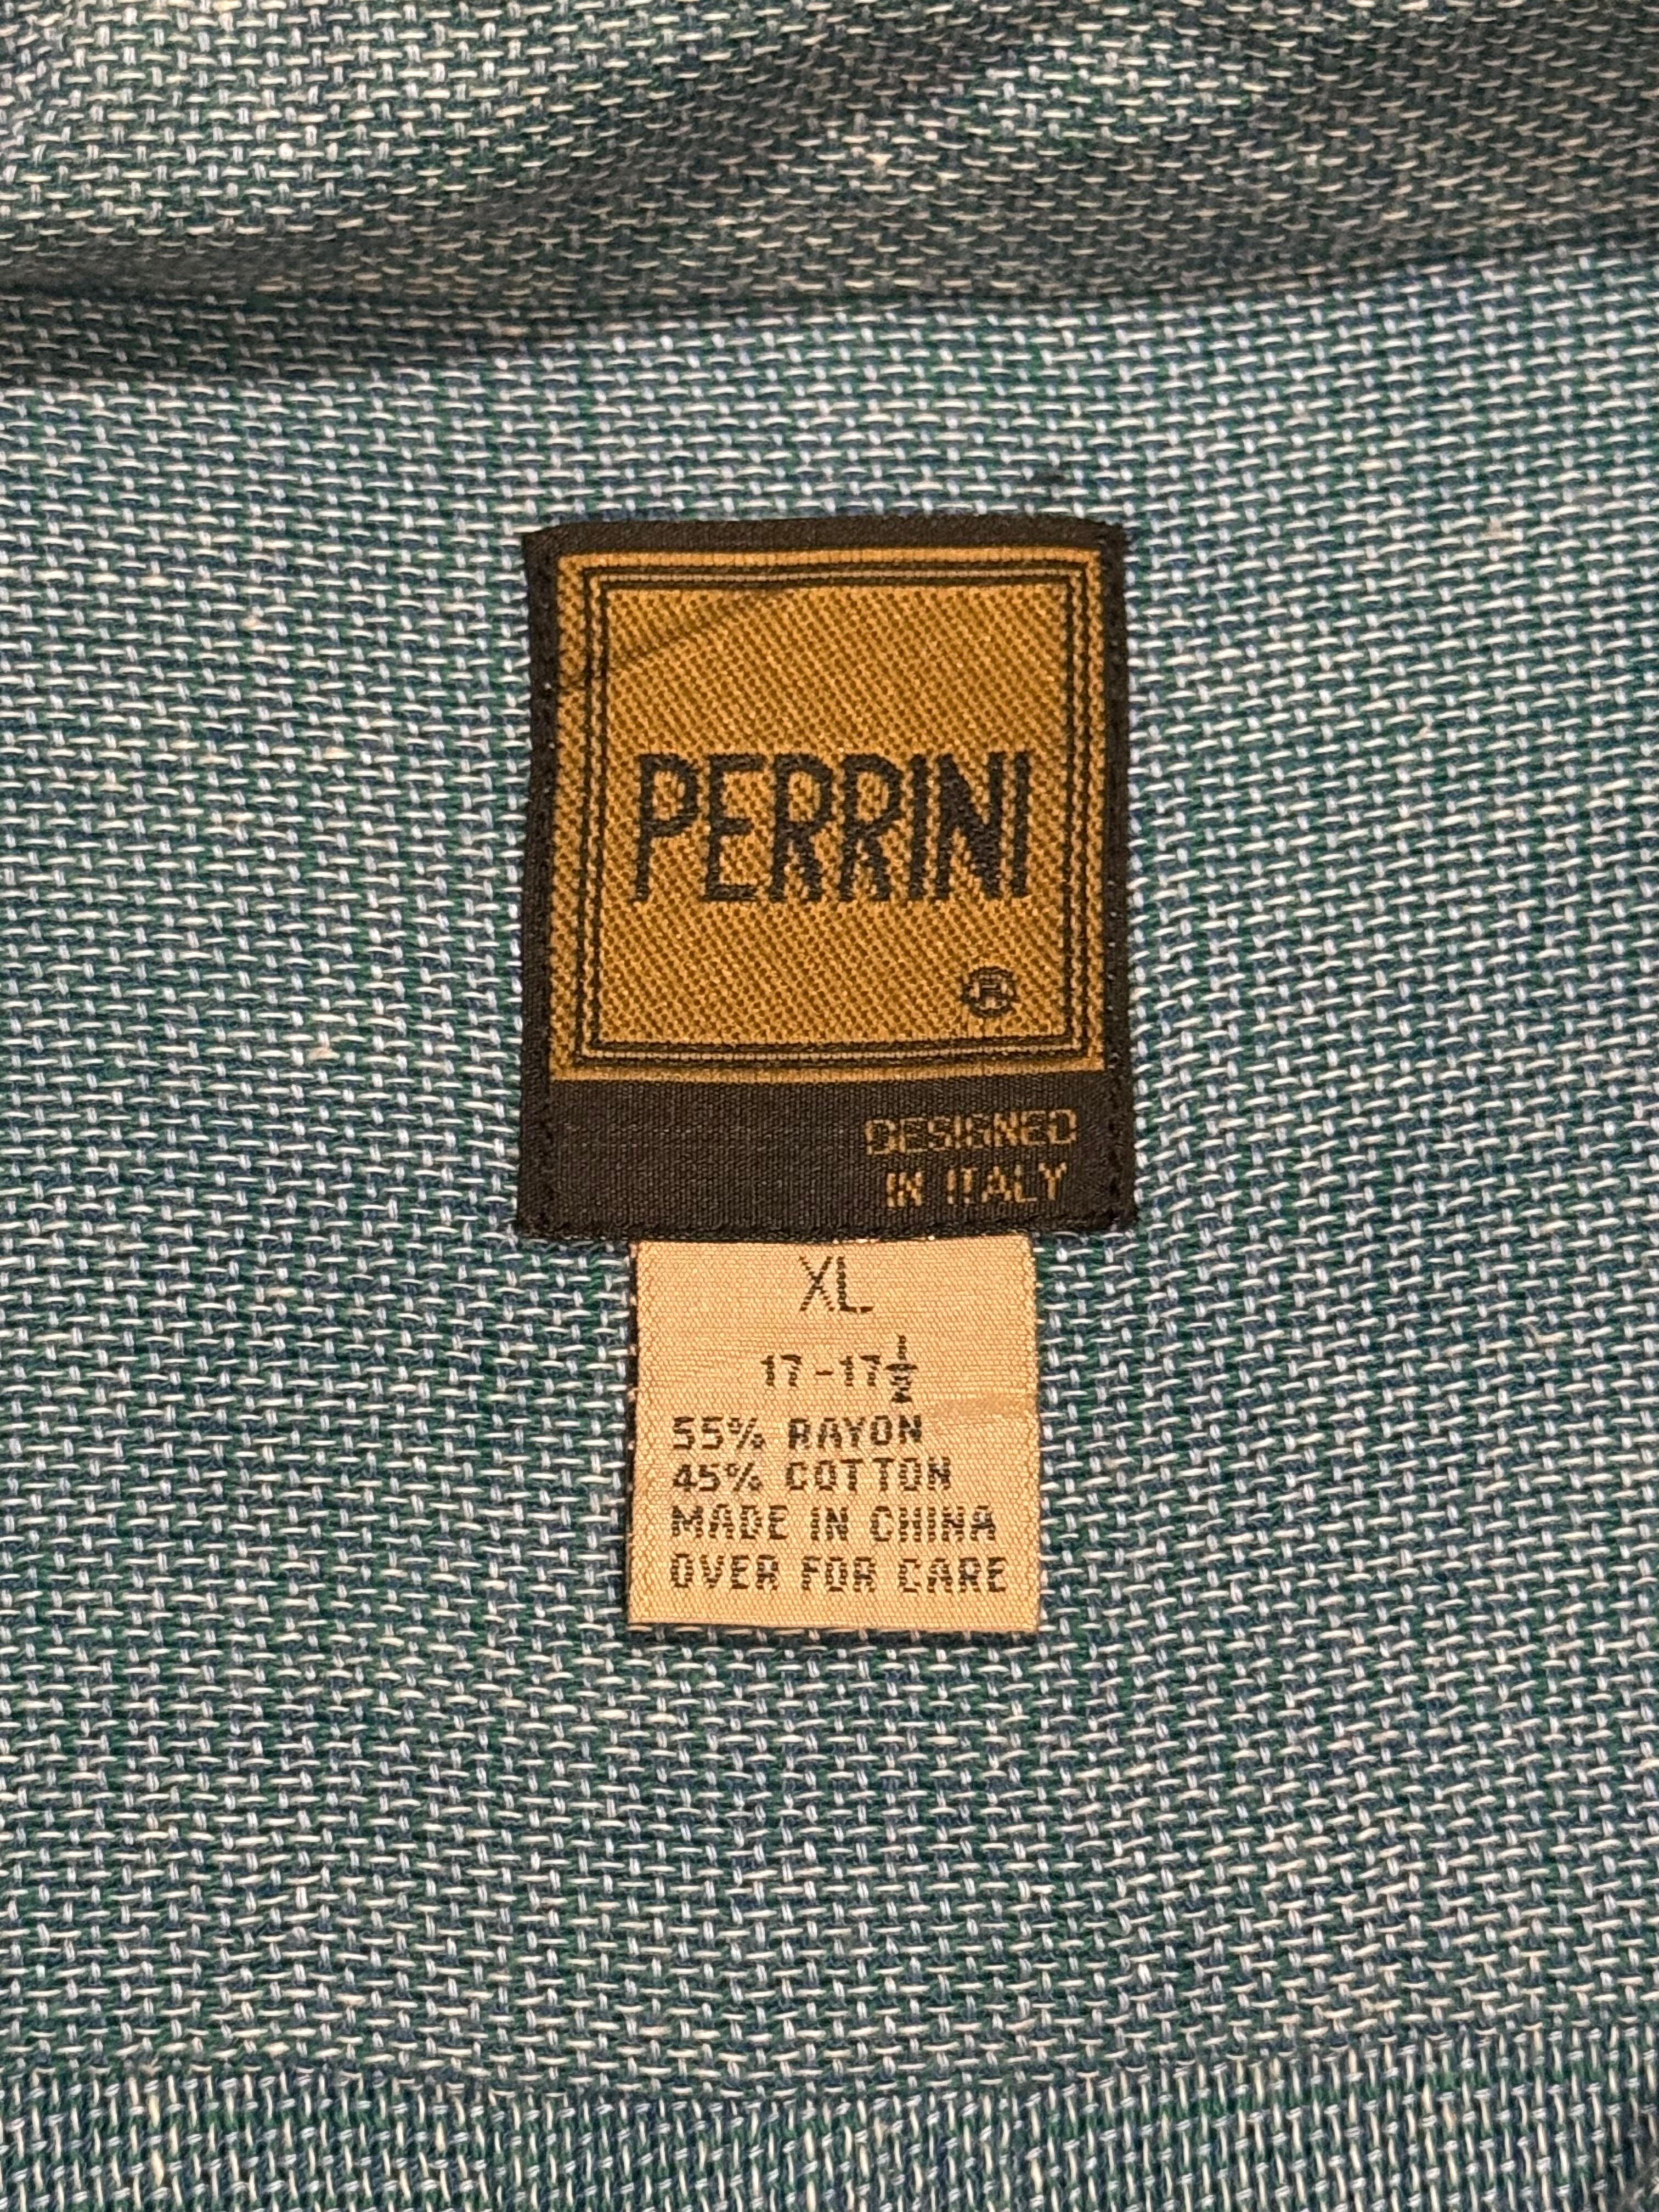 PERRINI
®
DESIGNED
IN ITALY
XL
17-17½
55% RAYON
45% COTTON
MADE IN CHINA
OVER FOR CARE